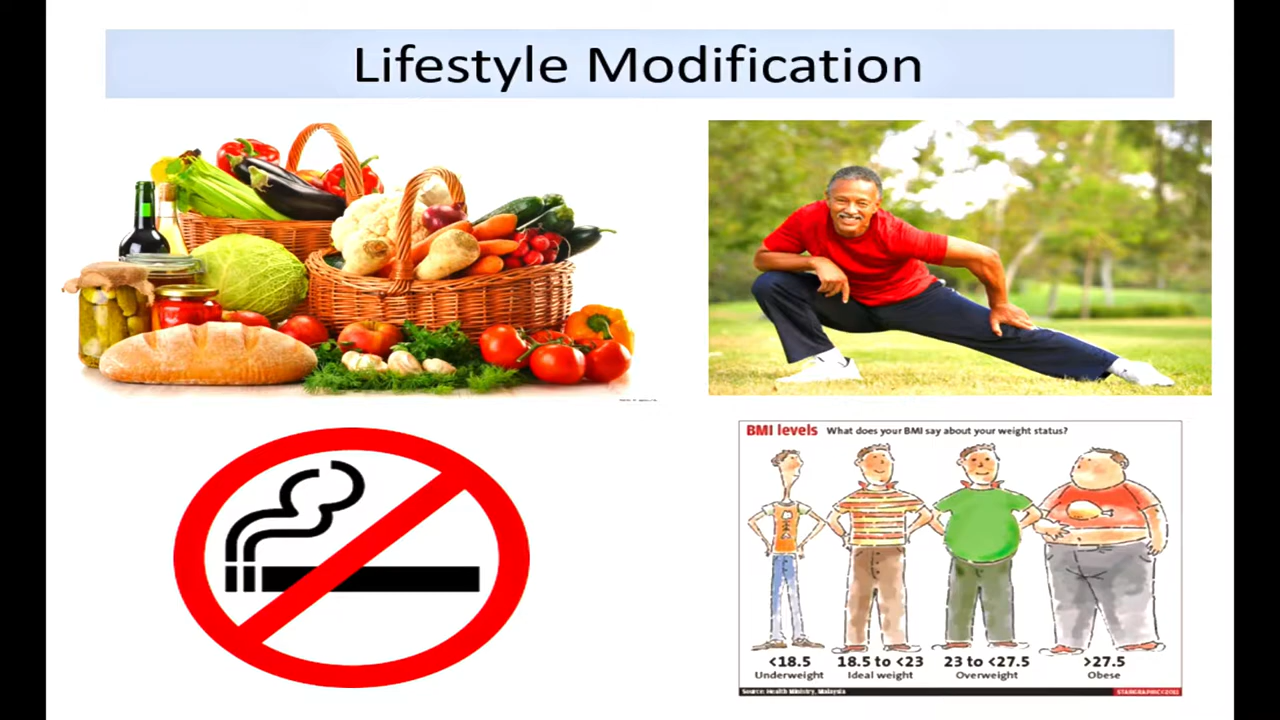 Lifestyle Modification
BMI levels What does your BMI say about your weight status?
<18.5 18.5 to <23 23 to <27.5 >27.5
Underweight Ideal weight Overweight Obese
Source: Health Ministry, Malaysia